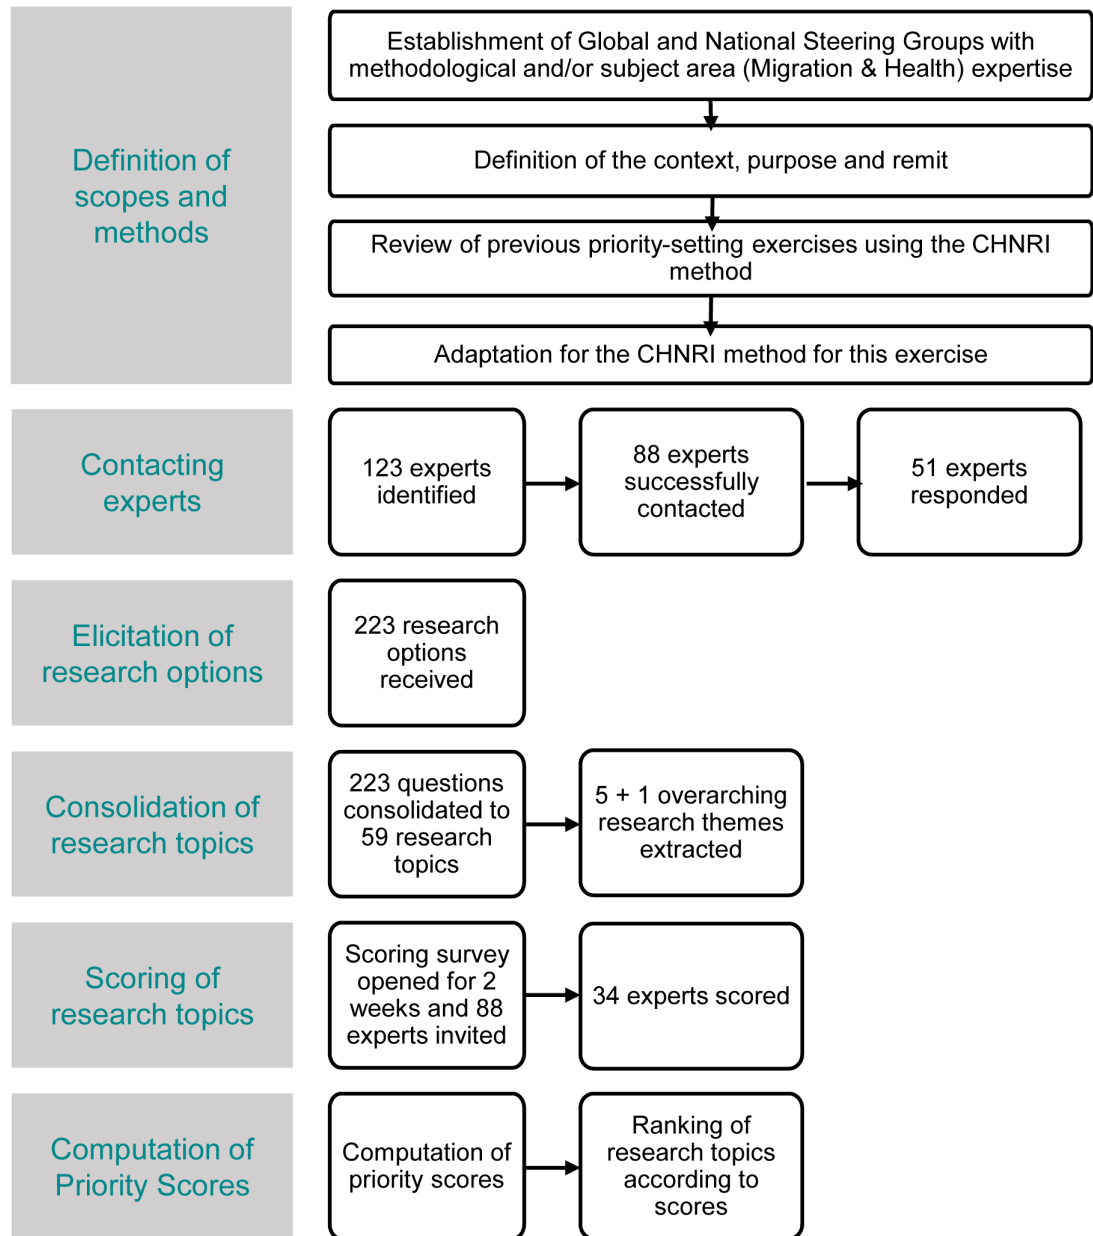 Definition of
scopes and
methods
Establishment of Global and National Steering Groups with
methodological and/or subject area (Migration & Health) expertise
Definition of the context, purpose and remit
Review of previous priority-setting exercises using the CHNRI
method
Adaptation for the CHNRI method for this exercise
Contacting
experts
123 experts
identified
88 experts
successfully
contacted
51 experts
responded
Elicitation of
research options
223 research
options
received
Consolidation of
research topics
223 questions
consolidated to
59 research
topics
5 + 1 overarching
research themes
extracted
Scoring of
research topics
Scoring survey
opened for 2
weeks and 88
experts invited
34 experts scored
Computation of
Priority Scores
Computation of
priority scores
Ranking of
research topics
according to
scores